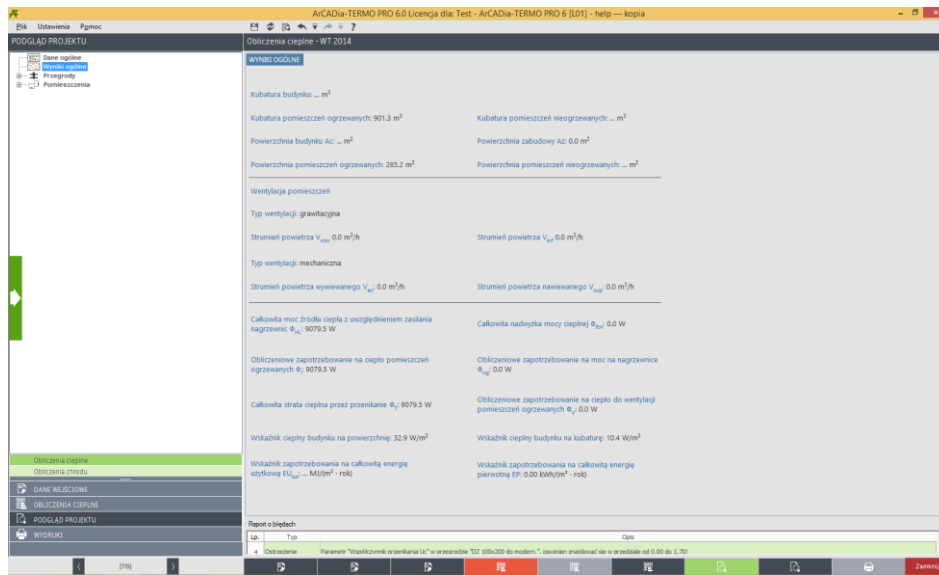 ArCADia-TERMO PRO 6.0 Licencja dla: Test - ArCADia-TERMO PRO 6 [L01] - help — kopia
Plik Ustawienia Pomoc
PODGLĄD PROJEKTU
Obliczenia cieplne - WT 2014
Dane ogólne
Wyniki ogólne
Przegrody
Pomieszczenia
WYNIKI OGÓLNE
Kubatura budynku: ... m³
Kubatura pomieszczeń ogrzewanych: 901.3 m³
Kubatura pomieszczeń nieogrzewanych: ... m³
Powierzchnia budynku Ac: ... m²
Powierzchnia zabudowy Az: 0.0 m²
Powierzchnia pomieszczeń ogrzewanych: 285.2 m²
Powierzchnia pomieszczeń nieogrzewanych: ... m²
Wentylacja pomieszczeń
Typ wentylacji: grawitacyjna
Strumień powietrza Vmin 0.0 m³/h
Strumień powietrza Vinf 0.0 m³/h
Typ wentylacji: mechaniczna
Strumień powietrza wywiewanego Vex: 0.0 m³/h
Strumień powietrza nawiewanego Vsup: 0.0 m³/h
Całkowita moc źródła ciepła z uwzględnieniem zasilania
nagrzewnic ΦHL: 9079.5 W
Całkowita nadwyżka mocy cieplnej ΦRH: 0.0 W
Obliczeniowe zapotrzebowanie na ciepło pomieszczeń
ogrzewanych Φ: 9079.5 W
Obliczeniowe zapotrzebowanie na moc na nagrzewnice
Φng: 0.0 W
Całkowita strata cieplna przez przenikanie ΦT: 9079.5 W
Obliczeniowe zapotrzebowanie na ciepło do wentylacji
pomieszczeń ogrzewanych Φv: 0.0 W
Wskaźnik cieplny budynku na powierzchnię: 32.9 W/m²
Wskaźnik cieplny budynku na kubaturę: 10.4 W/m³
Wskaźnik zapotrzebowania na całkowitą energię
użytkową EU: ... MJ/(m² · rok)
Wskaźnik zapotrzebowania na całkowitą energię
pierwotną EP: 0.00 kWh/(m² · rok)
Obliczenia cieplne
Obliczenia chłodu
DANE WEJŚCIOWE
OBLICZENIA CIEPLNE
PODGLĄD PROJEKTU
WYDRUKI
Raport o błędach
Lp. Typ Opis
4 Ostrzeżenie Parametr "Współczynnik przenikania Uc" w przegrodzie "DZ 100x200 do modern.", powinien znajdować się w przedziale od 0.00 do 1.70!
[7/9]
Zamknij